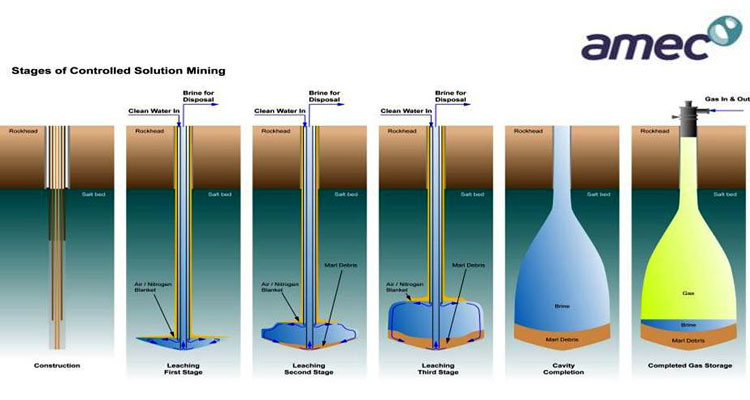 amec
Stages of Controlled Solution Mining
Rockhead
Salt bed
Construction
Brine for
Disposal
Clean Water In
Rockhead
Salt bed
Air / Nitrogen
Blanket
Leaching
First Stage
Brine for
Disposal
Clean Water In
Rockhead
Salt bed
Marl Debris
Air / Nitrogen
Blanket
Leaching
Second Stage
Brine for
Disposal
Clean Water In
Rockhead
Salt bed
Marl Debris
Air / Nitrogen
Blanket
Leaching
Third Stage
Rockhead
Salt bed
Brine
Marl Debris
Cavity
Completion
Gas In & Out
Rockhead
Salt bed
Gas
Brine
Marl Debris
Completed Gas Storage